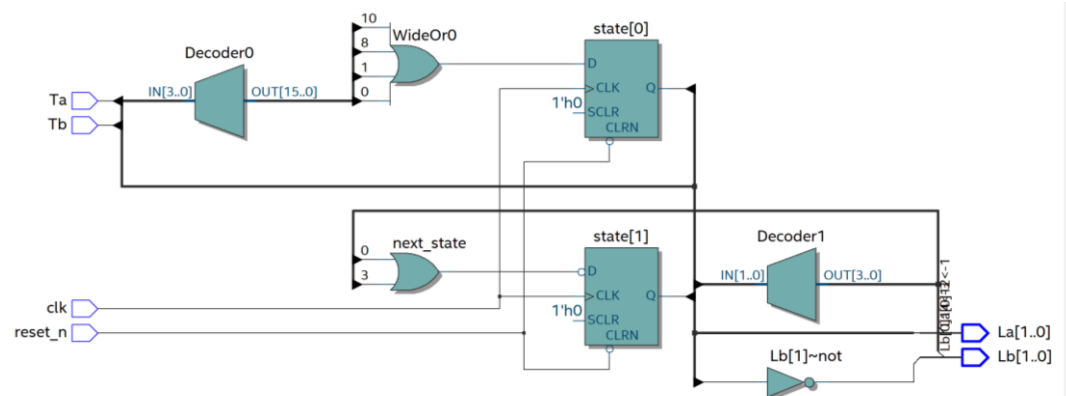 10
WideOr0
state[0]
8
Decoder0
D
1
IN[3..0]
OUT[15..0]
CLK
Q
Ta
0
1'h0
SCLR
Tb
CLRN
next_state
state[1]
Decoder1
0
D
3
IN[1..0]
OUT[3..0]
CLK
Q
clk
1'h0
SCLR
reset_n
CLRN
La[1..0]
Lb[1]~not
Lb[1..0]